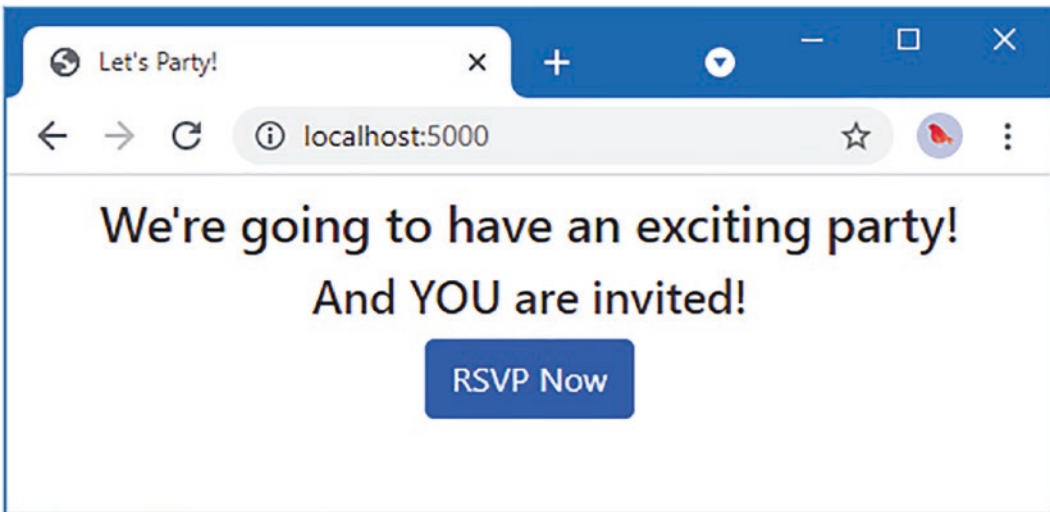 Let's Party!
localhost:5000
We're going to have an exciting party!
And YOU are invited!
RSVP Now